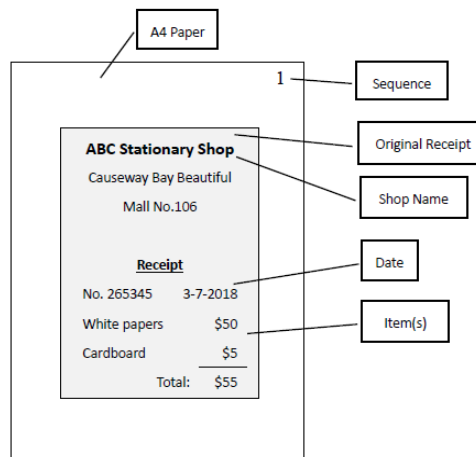 A4 Paper
1
Sequence
ABC Stationary Shop
Original Receipt
Causeway Bay Beautiful
Mall No.106
Shop Name
Receipt
Date
No. 265345 3-7-2018
White papers $50
Item(s)
Cardboard $5
Total: $55